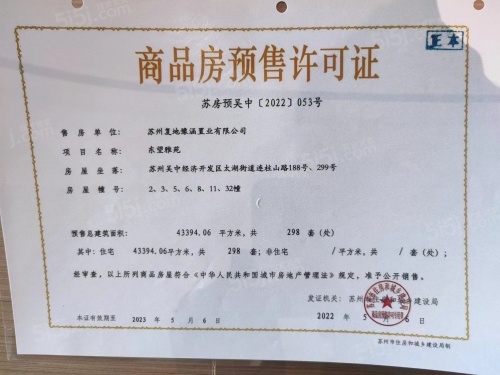 正本
商品房预售许可证
苏房预吴中〔2022〕053号
售房单位: 苏州复地豫涵置业有限公司
项目名称: 东望雅苑
房屋坐落: 苏州吴中经济开发区太湖街道连柱山路188号、299号
房屋幢号: 2、3、5、6、8、11、32幢
预售总建筑面积: 43394.06 平方米,共 298 套(处)
其中:住宅 43394.06平方米,共 298 套;非住宅 / 平方米,共 / 套(处)
经审查,以上所列商品房屋符合《中华人民共和国城市房地产管理法》规定,准予公开销售。
发证机关: 苏州市住房和城乡建设局
本证有效期至 2023 年 5 月 6 日
2022 年 5 月 6 日
苏州市住房和城乡建设局制